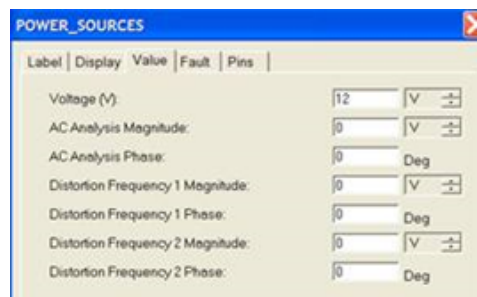 POWER_SOURCES
Label | Display | Value | Fault | Pins |
Voltage (V): 12 V
AC Analysis Magnitude: 0 V
AC Analysis Phase: 0 Deg
Distortion Frequency 1 Magnitude: 0 V
Distortion Frequency 1 Phase: 0 Deg
Distortion Frequency 2 Magnitude: 0 V
Distortion Frequency 2 Phase: 0 Deg